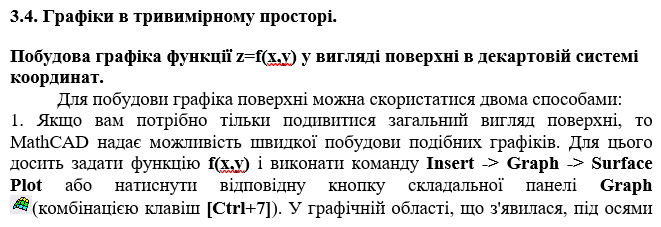 3.4. Графіки в тривимірному просторі.
Побудова графіка функції z=f(x,y) у вигляді поверхні в декартовій системі
координат.
Для побудови графіка поверхні можна скористатися двома способами:
1. Якщо вам потрібно тільки подивитися загальний вигляд поверхні, то
MathCAD надає можливість швидкої побудови подібних графіків. Для цього
досить задати функцію f(x,y) і виконати команду Insert -> Graph -> Surface
Plot або натиснути відповідну кнопку складальної панелі Graph
(комбінацією клавіш [Ctrl+7]). У графічній області, що з'явилася, під осями